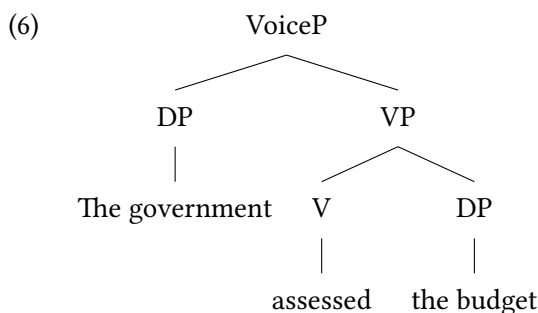 (6) VoiceP
DP VP
The government V DP
assessed the budget